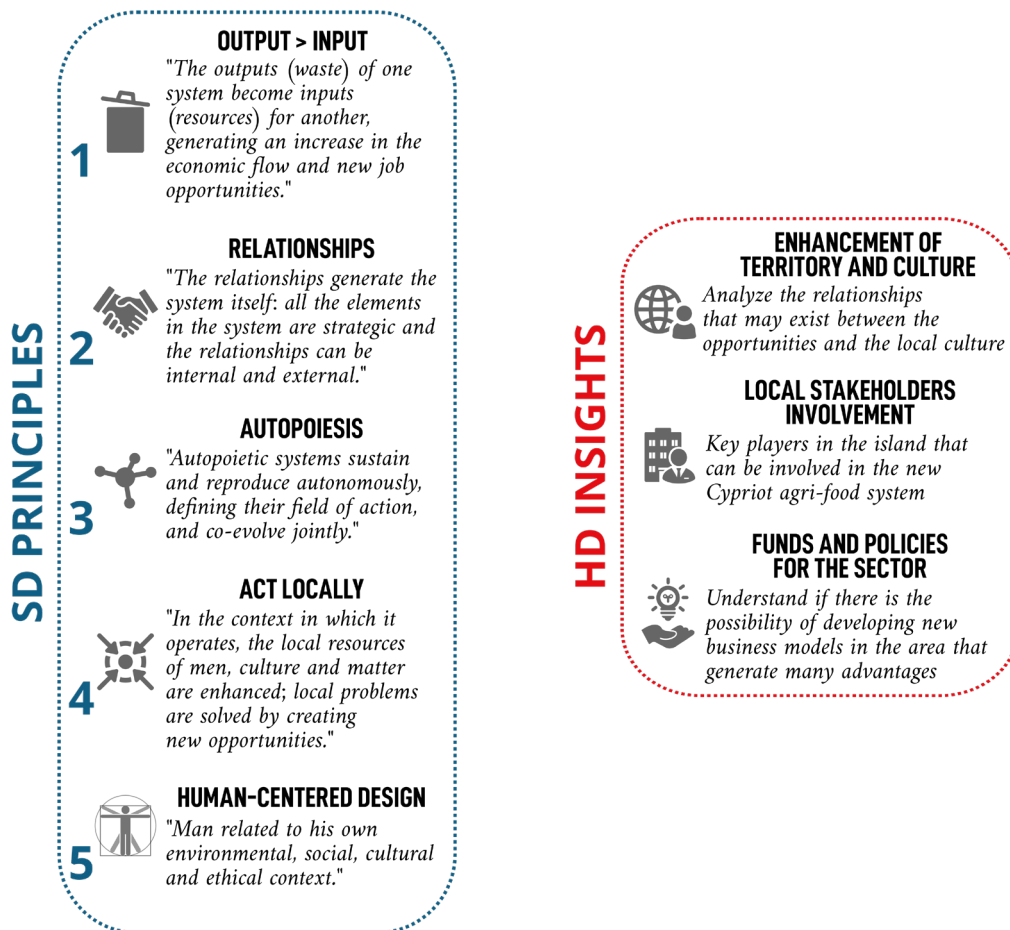 SD PRINCIPLES
1
OUTPUT > INPUT
"The outputs (waste) of one
system become inputs
(resources) for another,
generating an increase in the
economic flow and new job
opportunities."
2
RELATIONSHIPS
"The relationships generate the
system itself: all the elements
in the system are strategic and
the relationships can be
internal and external."
3
AUTOPOIESIS
"Autopoietic systems sustain
and reproduce autonomously,
defining their field of action,
and co-evolve jointly."
4
ACT LOCALLY
"In the context in which it
operates, the local resources
of men, culture and matter
are enhanced; local problems
are solved by creating
new opportunities."
5
HUMAN-CENTERED DESIGN
"Man related to his own
environmental, social, cultural
and ethical context."
HD INSIGHTS
ENHANCEMENT OF
TERRITORY AND CULTURE
Analyze the relationships
that may exist between the
opportunities and the local culture
LOCAL STAKEHOLDERS
INVOLVEMENT
Key players in the island that
can be involved in the new
Cypriot agri-food system
FUNDS AND POLICIES
FOR THE SECTOR
Understand if there is the
possibility of developing new
business models in the area that
generate many advantages